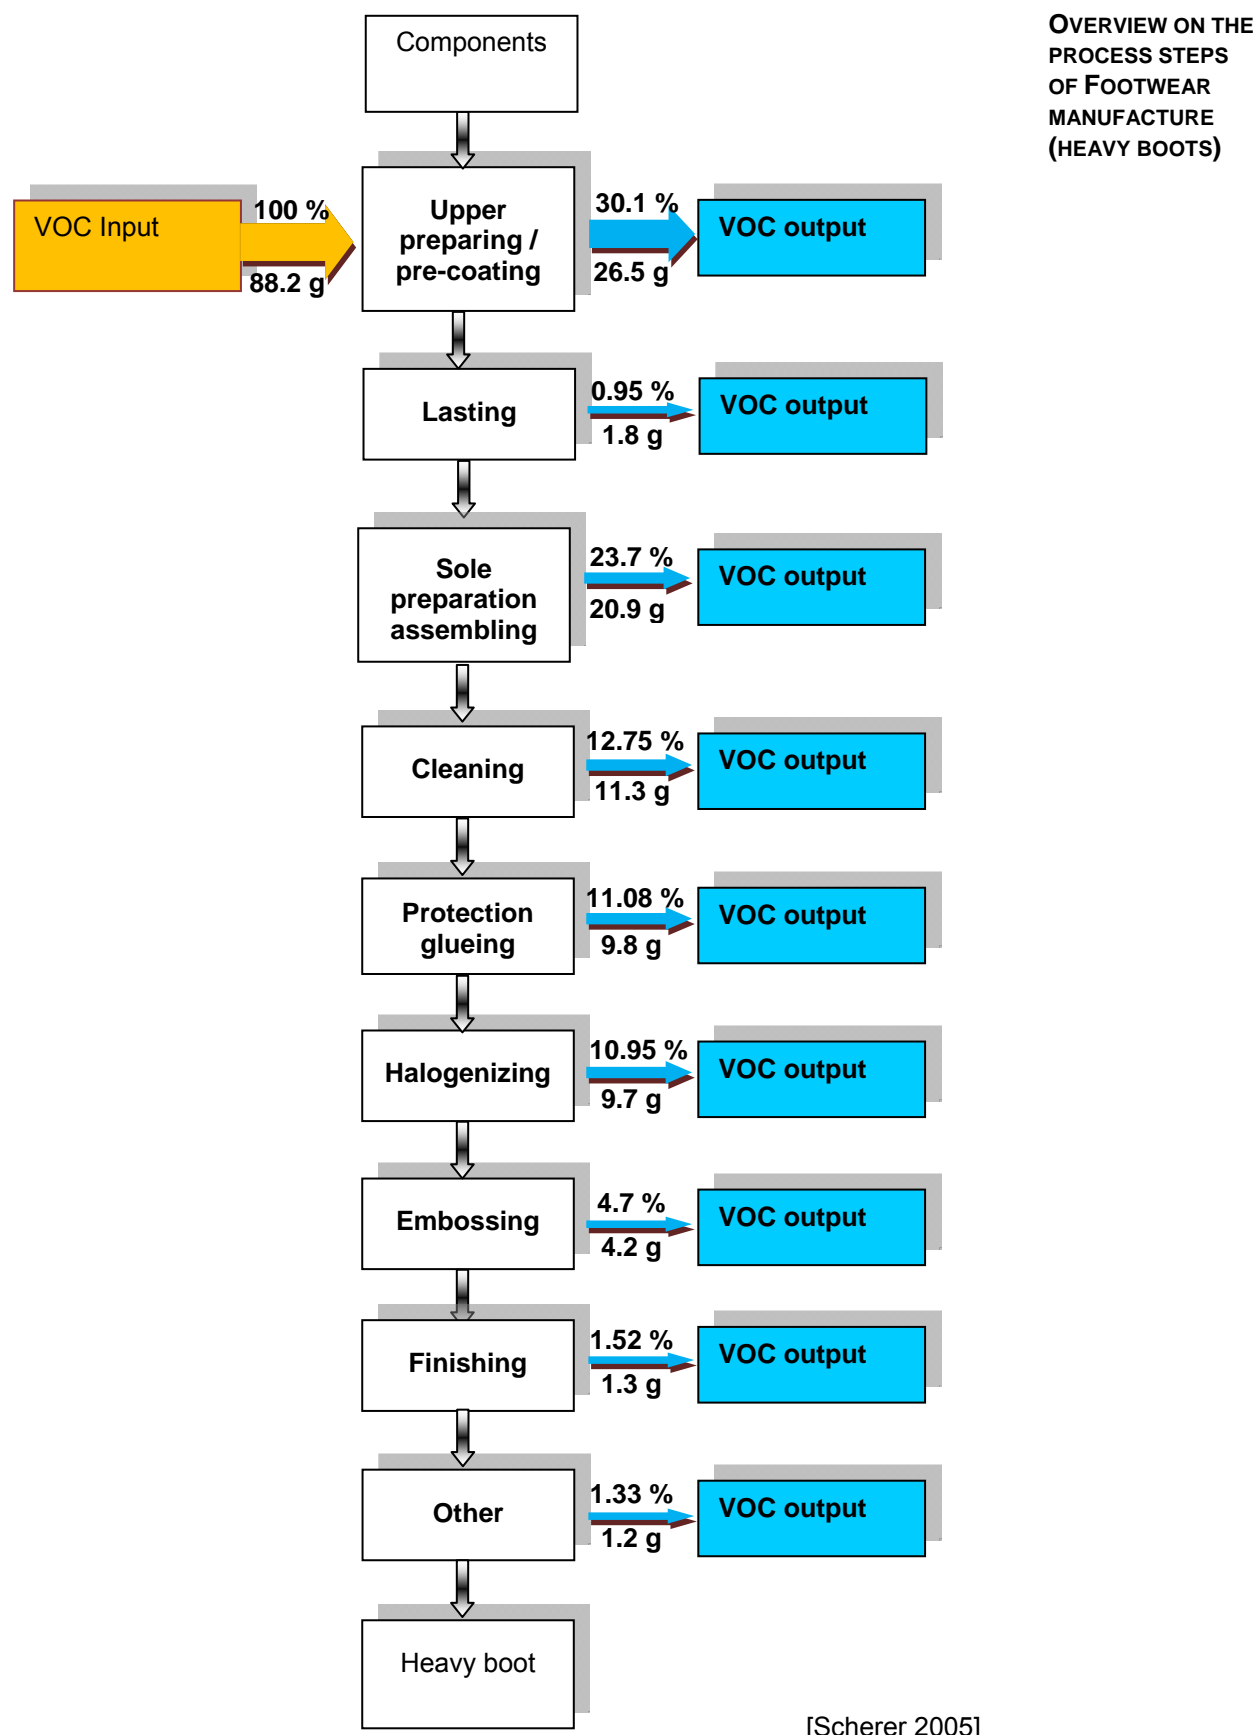 OVERVIEW ON THE
PROCESS STEPS
OF FOOTWEAR
MANUFACTURE
(HEAVY BOOTS)
Components
VOC Input
100 %
88.2 g
Upper
preparing /
pre-coating
30.1 %
26.5 g
VOC output
Lasting
0.95 %
1.8 g
VOC output
Sole
preparation
assembling
23.7 %
20.9 g
VOC output
Cleaning
12.75 %
11.3 g
VOC output
Protection
glueing
11.08 %
9.8 g
VOC output
Halogenizing
10.95 %
9.7 g
VOC output
Embossing
4.7 %
4.2 g
VOC output
Finishing
1.52 %
1.3 g
VOC output
Other
1.33 %
1.2 g
VOC output
Heavy boot
[Scherer 2005]